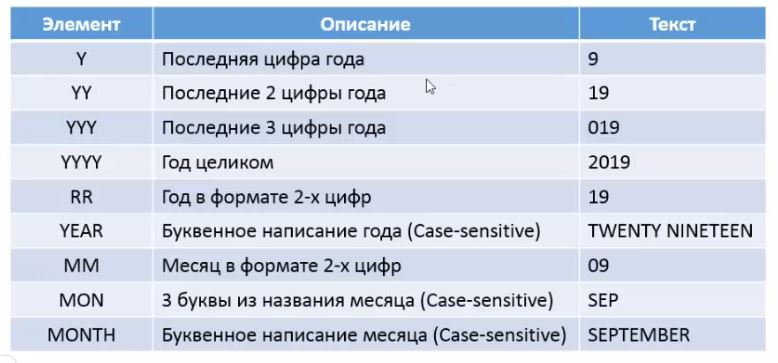 Элемент Описание Текст
Y Последняя цифра года 9
YY Последние 2 цифры года 19
YYY Последние 3 цифры года 019
YYYY Год целиком 2019
RR Год в формате 2-х цифр 19
YEAR Буквенное написание года (Case-sensitive) TWENTY NINETEEN
MM Месяц в формате 2-х цифр 09
MON 3 буквы из названия месяца (Case-sensitive) SEP
MONTH Буквенное написание месяца (Case-sensitive) SEPTEMBER